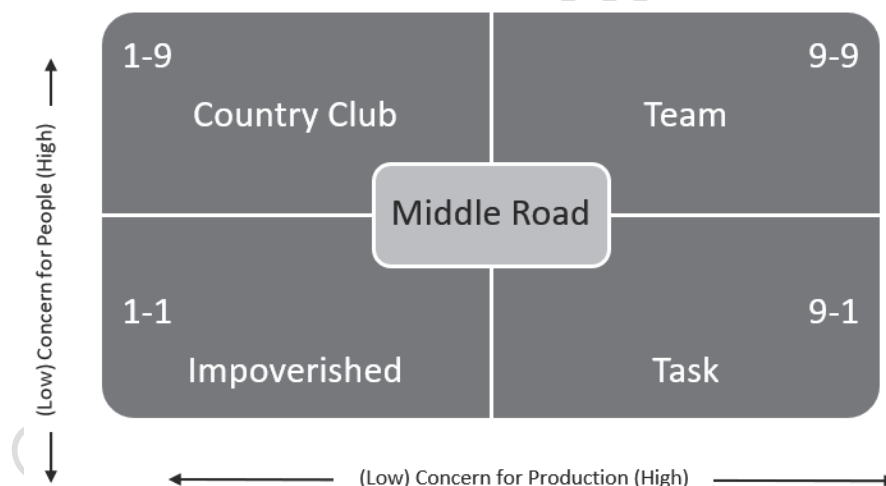 1-9
9-9
Country Club
Team
Middle Road
1-1
9-1
Impoverished
Task
(Low) Concern for People (High)
(Low) Concern for Production (High)